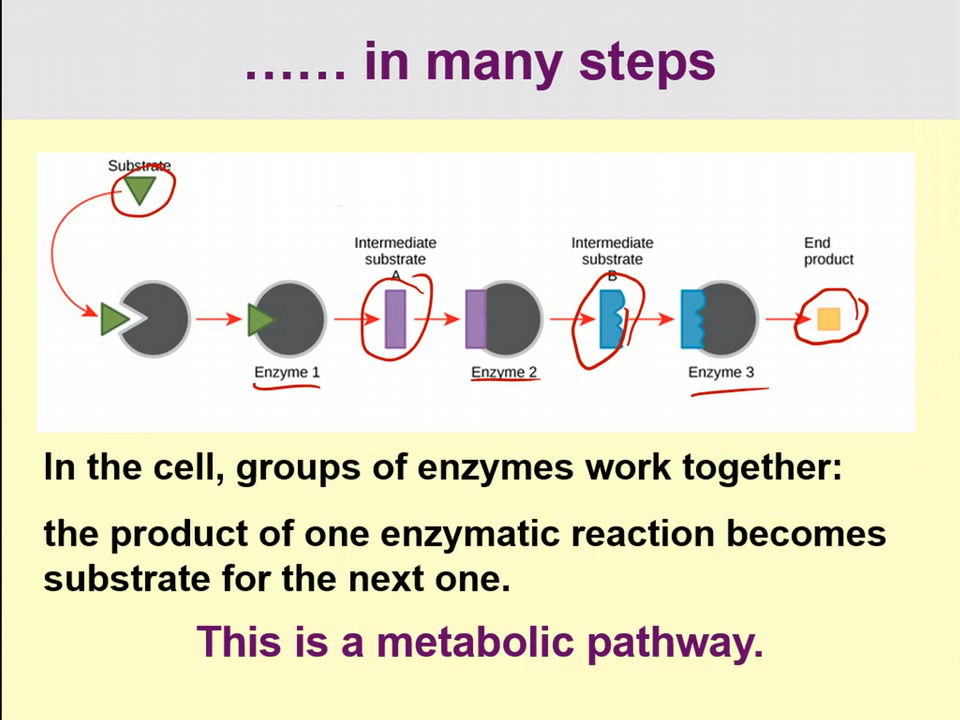 ...... in many steps
Substrate
Intermediate
substrate
A
Intermediate
substrate
B
End
product
Enzyme 1
Enzyme 2
Enzyme 3
In the cell, groups of enzymes work together:
the product of one enzymatic reaction becomes
substrate for the next one.
This is a metabolic pathway.